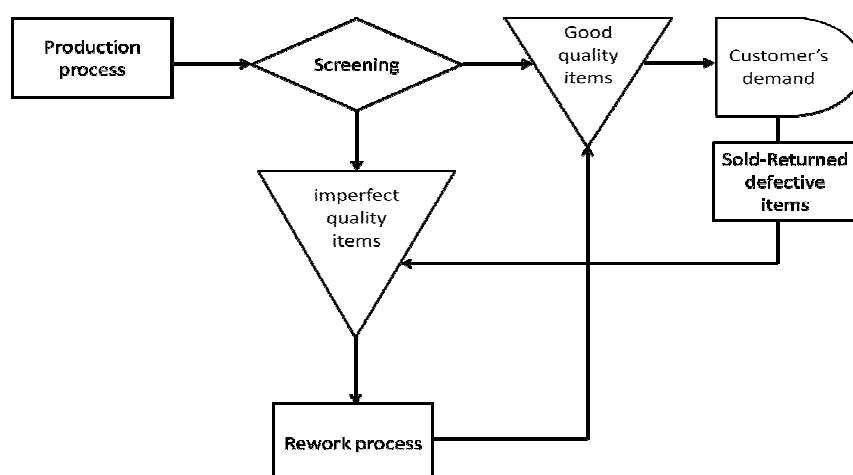 Production
process
Screening
Good
quality
items
Customer's
demand
Sold-Returned
defective
items
imperfect
quality
items
Rework process